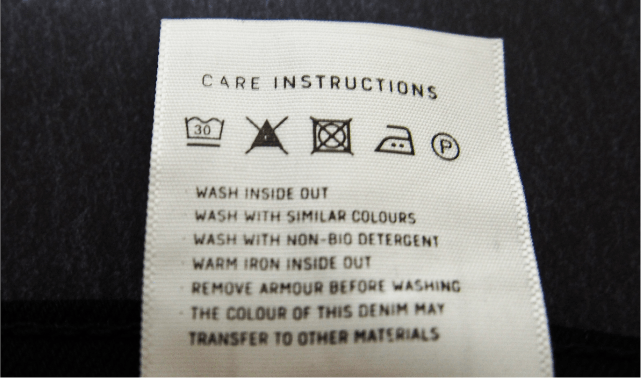 CARE INSTRUCTIONS
30 P
· WASH INSIDE OUT
· WASH WITH SIMILAR COLOURS
· WASH WITH NON-BIO DETERGENT
· WARM IRON INSIDE OUT
· REMOVE ARMOUR BEFORE WASHING
· THE COLOUR OF THIS DENIM MAY
TRANSFER TO OTHER MATERIALS